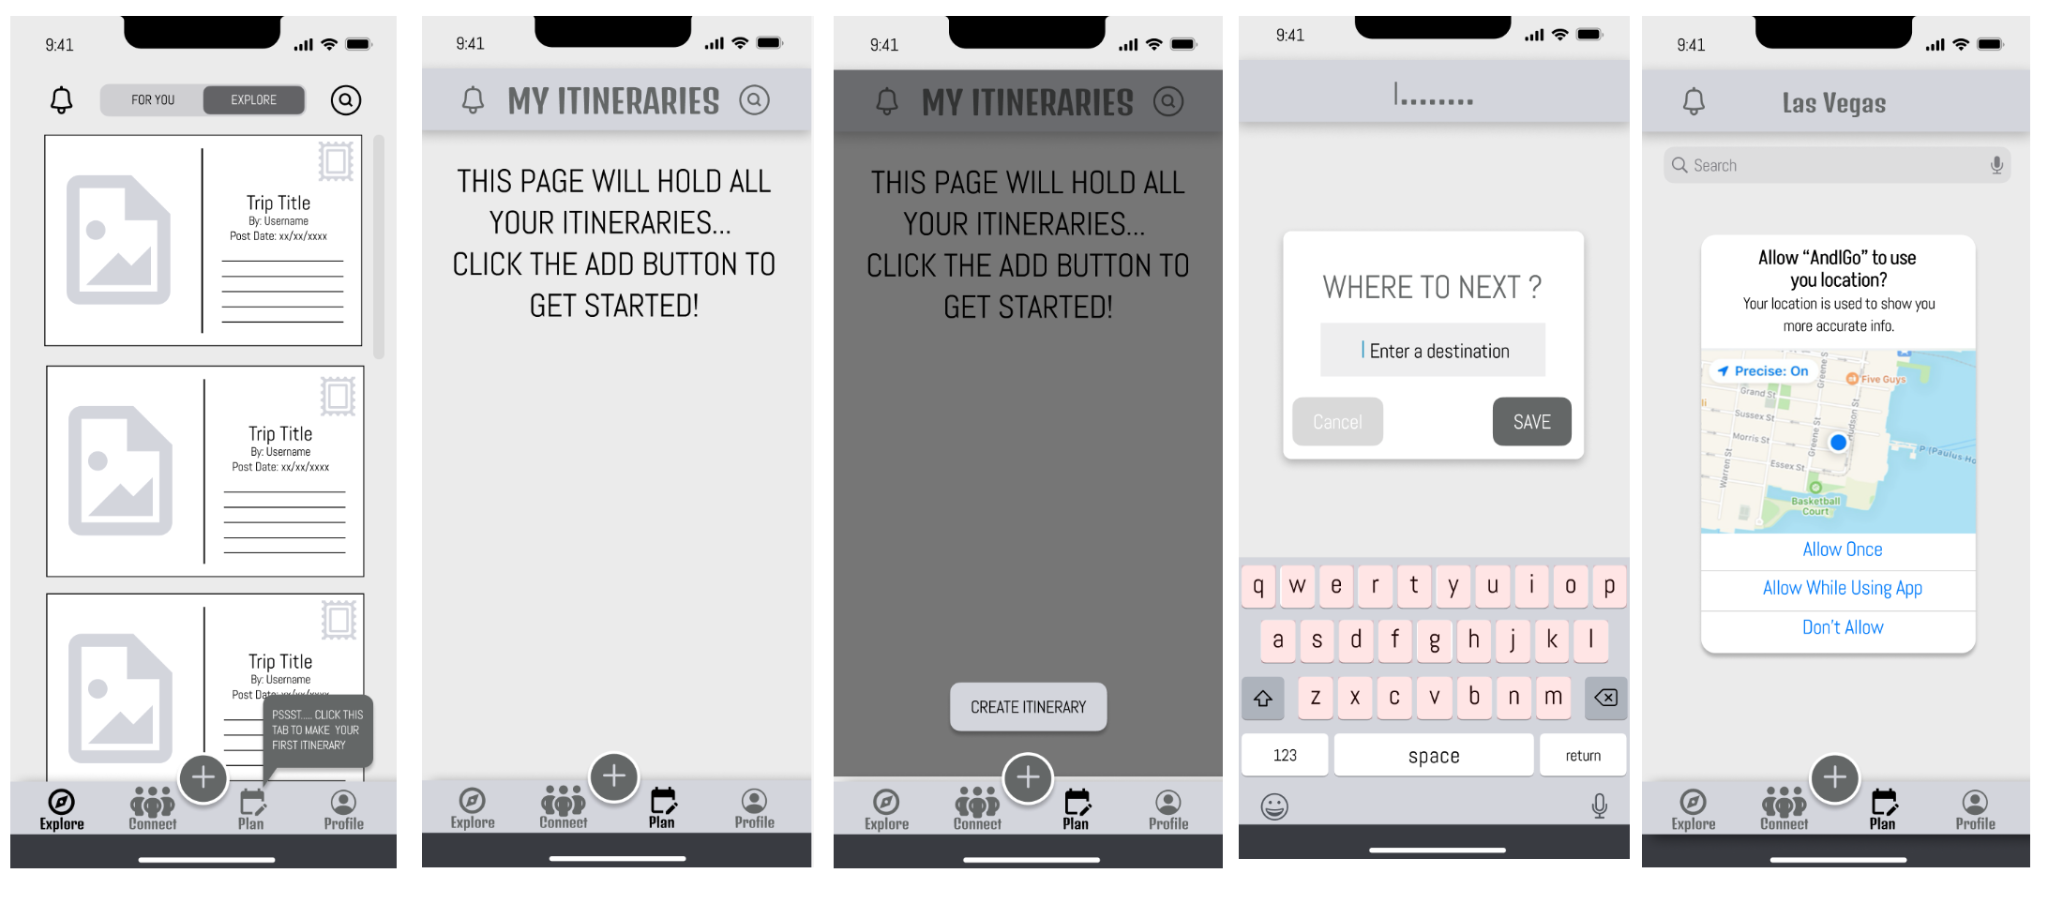 9:41
FOR YOU
EXPLORE
Trip Title
By: Username
Post Date: xx/xx/xxxx
Trip Title
By: Username
Post Date: xx/xx/xxxx
Trip Title
By: Username
Post Date: xx/xx/xxxx
PSSST.... CLICK THIS
TAB TO MAKE YOUR
FIRST ITINERARY
Explore
Connect
Plan
Profile
9:41
MY ITINERARIES
THIS PAGE WILL HOLD ALL
YOUR ITINERARIES...
CLICK THE ADD BUTTON TO
GET STARTED!
Explore
Connect
Plan
Profile
9:41
MY ITINERARIES
THIS PAGE WILL HOLD ALL
YOUR ITINERARIES...
CLICK THE ADD BUTTON TO
GET STARTED!
CREATE ITINERARY
Explore
Connect
Plan
Profile
9:41
|........
WHERE TO NEXT ?
Enter a destination
Cancel
SAVE
q w e r t y u i o p
a s d f g h j k l
z x c v b n m
123
space
return
9:41
Las Vegas
Search
Allow “AndIGo” to use
you location?
Your location is used to show you
more accurate info.
Precise: On
Five Guys
Greene S
Grand St
Sussex St
Hudson St
Morris St
Greene St
Essex St
Warren St
P (Paulus Ho
Basketball
Court
Allow Once
Allow While Using App
Don't Allow
Explore
Connect
Plan
Profile